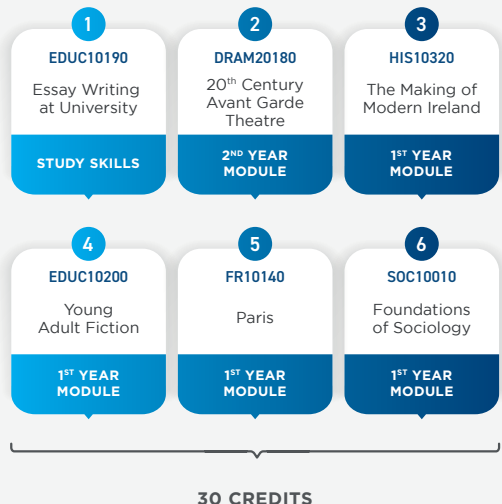 1
EDUC10190
Essay Writing
at University
STUDY SKILLS
2
DRAM20180
20th Century
Avant Garde
Theatre
2ND YEAR
MODULE
3
HIS10320
The Making of
Modern Ireland
1ST YEAR
MODULE
4
EDUC10200
Young
Adult Fiction
1ST YEAR
MODULE
5
FR10140
Paris
1ST YEAR
MODULE
6
SOC10010
Foundations
of Sociology
1ST YEAR
MODULE
30 CREDITS